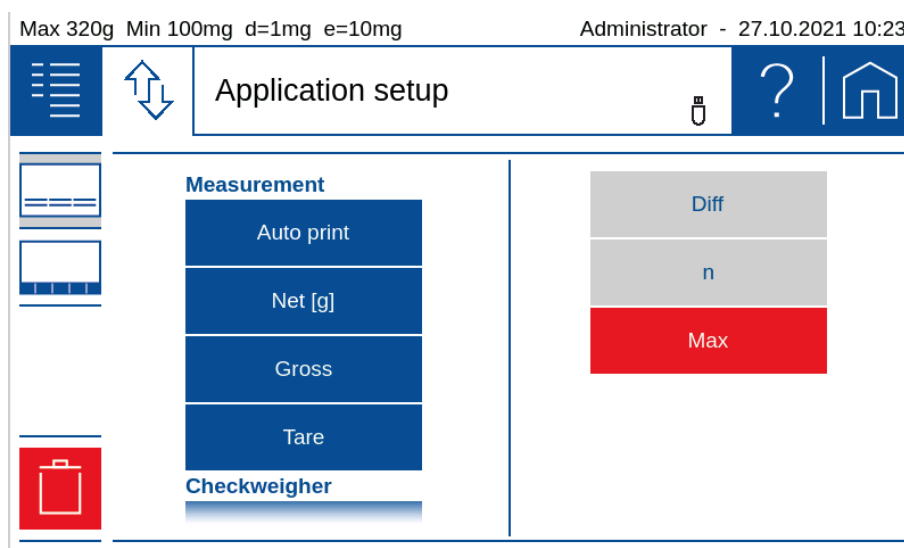 Max 320g Min 100mg d=1mg e=10mg Administrator - 27.10.2021 10:23
Application setup
?
Measurement
Auto print
Net [g]
Gross
Tare
Checkweigher
Diff
n
Max